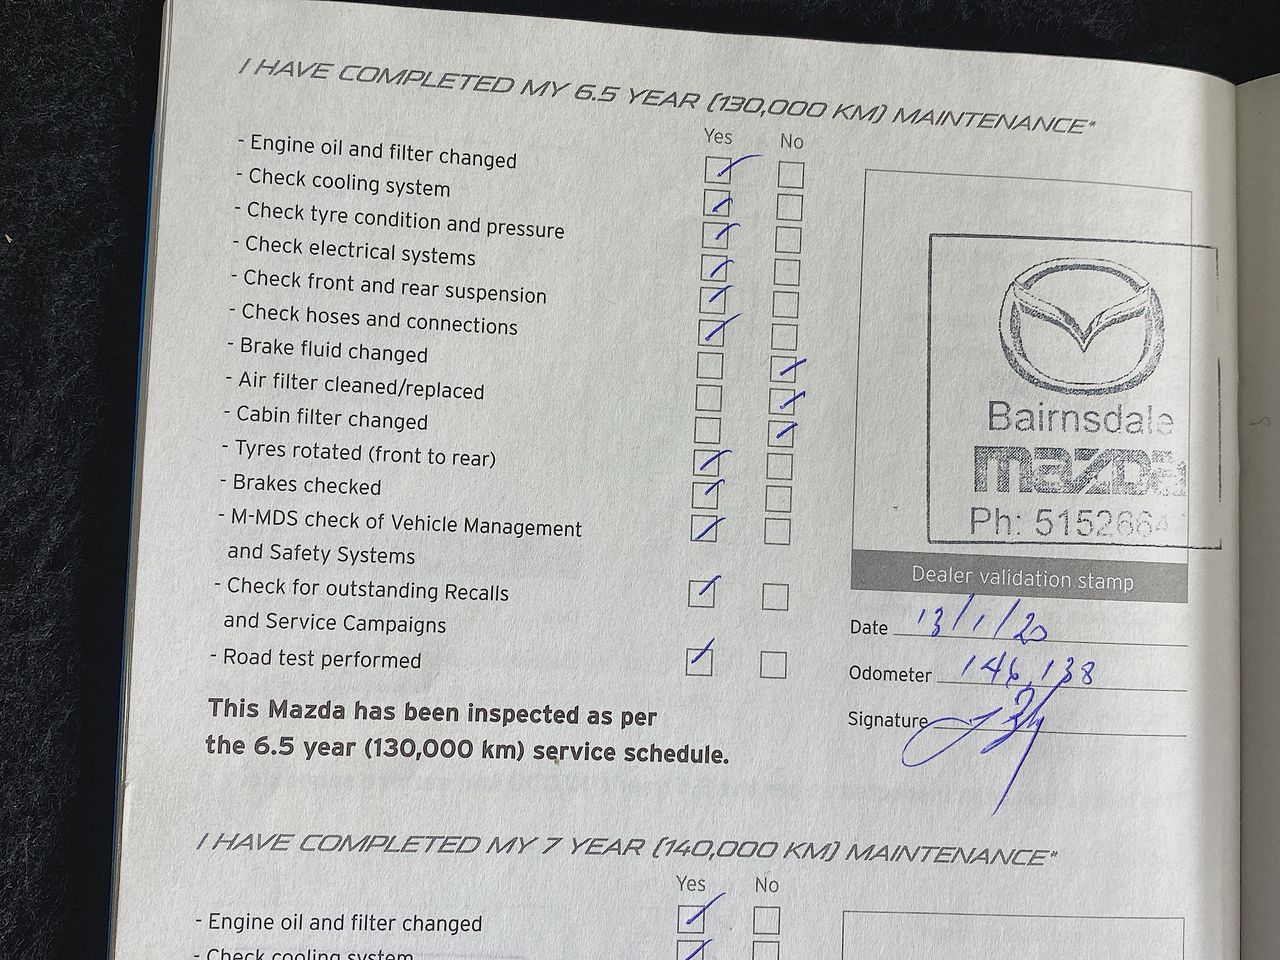 I HAVE COMPLETED MY 6.5 YEAR (130,000 KM) MAINTENANCE*
Yes No
- Engine oil and filter changed
- Check cooling system
- Check tyre condition and pressure
- Check electrical systems
- Check front and rear suspension
- Check hoses and connections
- Brake fluid changed
- Air filter cleaned/replaced
- Cabin filter changed
- Tyres rotated (front to rear)
- Brakes checked
- M-MDS check of Vehicle Management
and Safety Systems
- Check for outstanding Recalls
and Service Campaigns
- Road test performed
This Mazda has been inspected as per
the 6.5 year (130,000 km) service schedule.
Bairnsdale
mazda
Ph:
Dealer validation stamp
Date 13/1/20
Odometer 146,138
Signature
I HAVE COMPLETED MY 7 YEAR (140,000 KM) MAINTENANCE*
Yes No
- Engine oil and filter changed
- Check cooling system